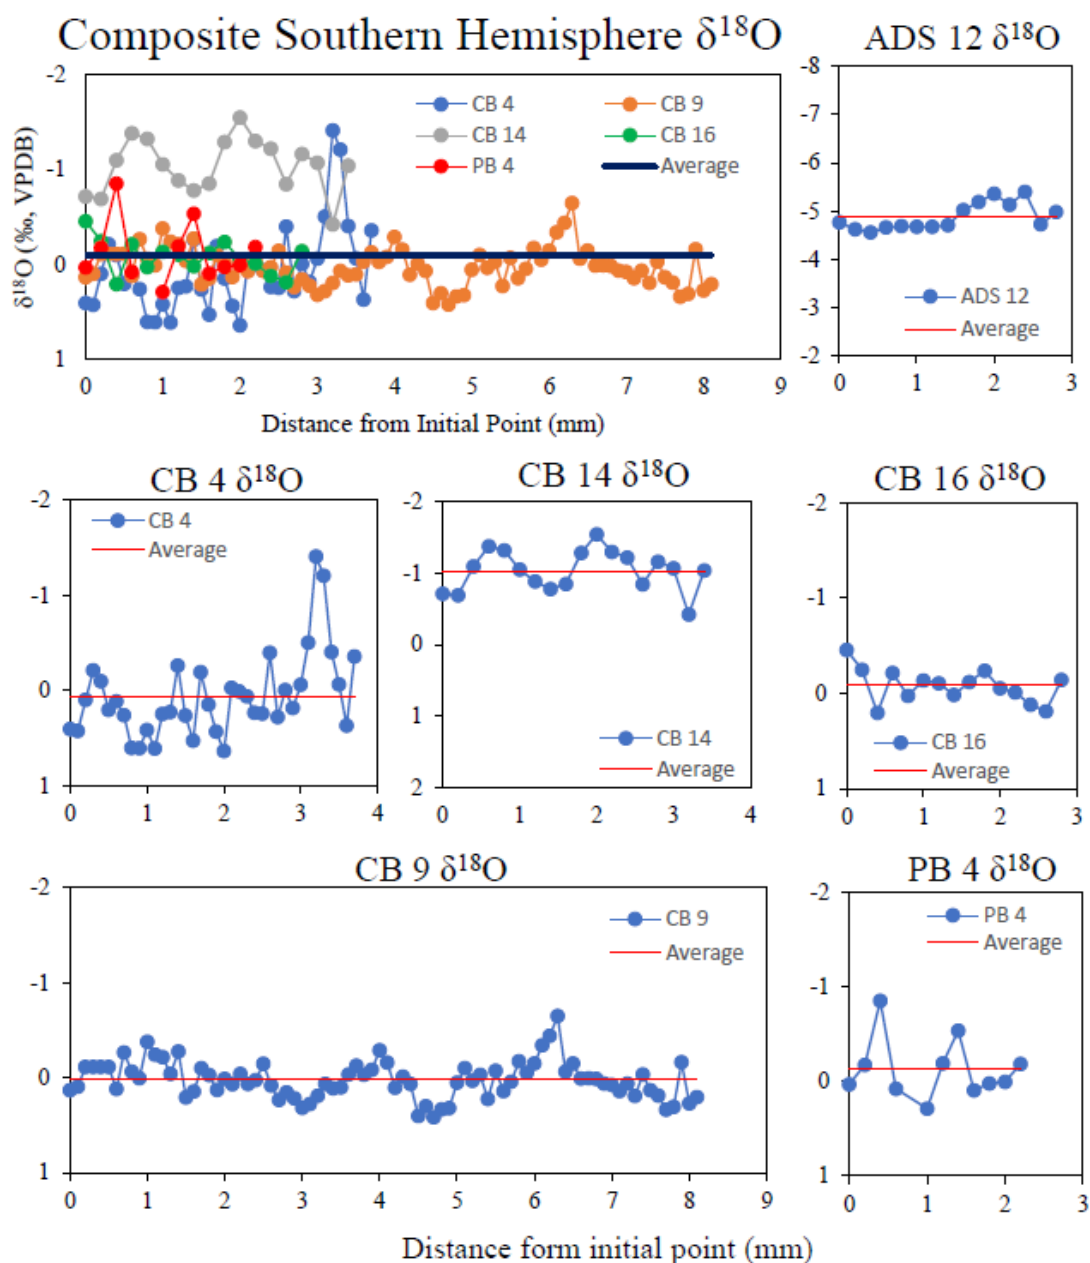 Composite Southern Hemisphere δ¹⁸O
-2
-1
0
1
δ¹⁸O (‰, VPDB)
CB 4
CB 9
CB 14
CB 16
PB 4
Average
0 1 2 3 4 5 6 7 8 9
Distance from Initial Point (mm)
ADS 12 δ¹⁸O
-8
-7
-6
-5
-4
-3
-2
ADS 12
Average
0 1 2 3
CB 4 δ¹⁸O
-2
-1
0
1
CB 4
Average
0 1 2 3 4
CB 14 δ¹⁸O
-2
-1
0
1
2
CB 14
Average
0 1 2 3 4
CB 16 δ¹⁸O
-2
-1
0
1
CB 16
Average
0 1 2 3
CB 9 δ¹⁸O
-2
-1
0
1
CB 9
Average
0 1 2 3 4 5 6 7 8 9
PB 4 δ¹⁸O
-2
-1
0
1
PB 4
Average
0 1 2 3
Distance form initial point (mm)